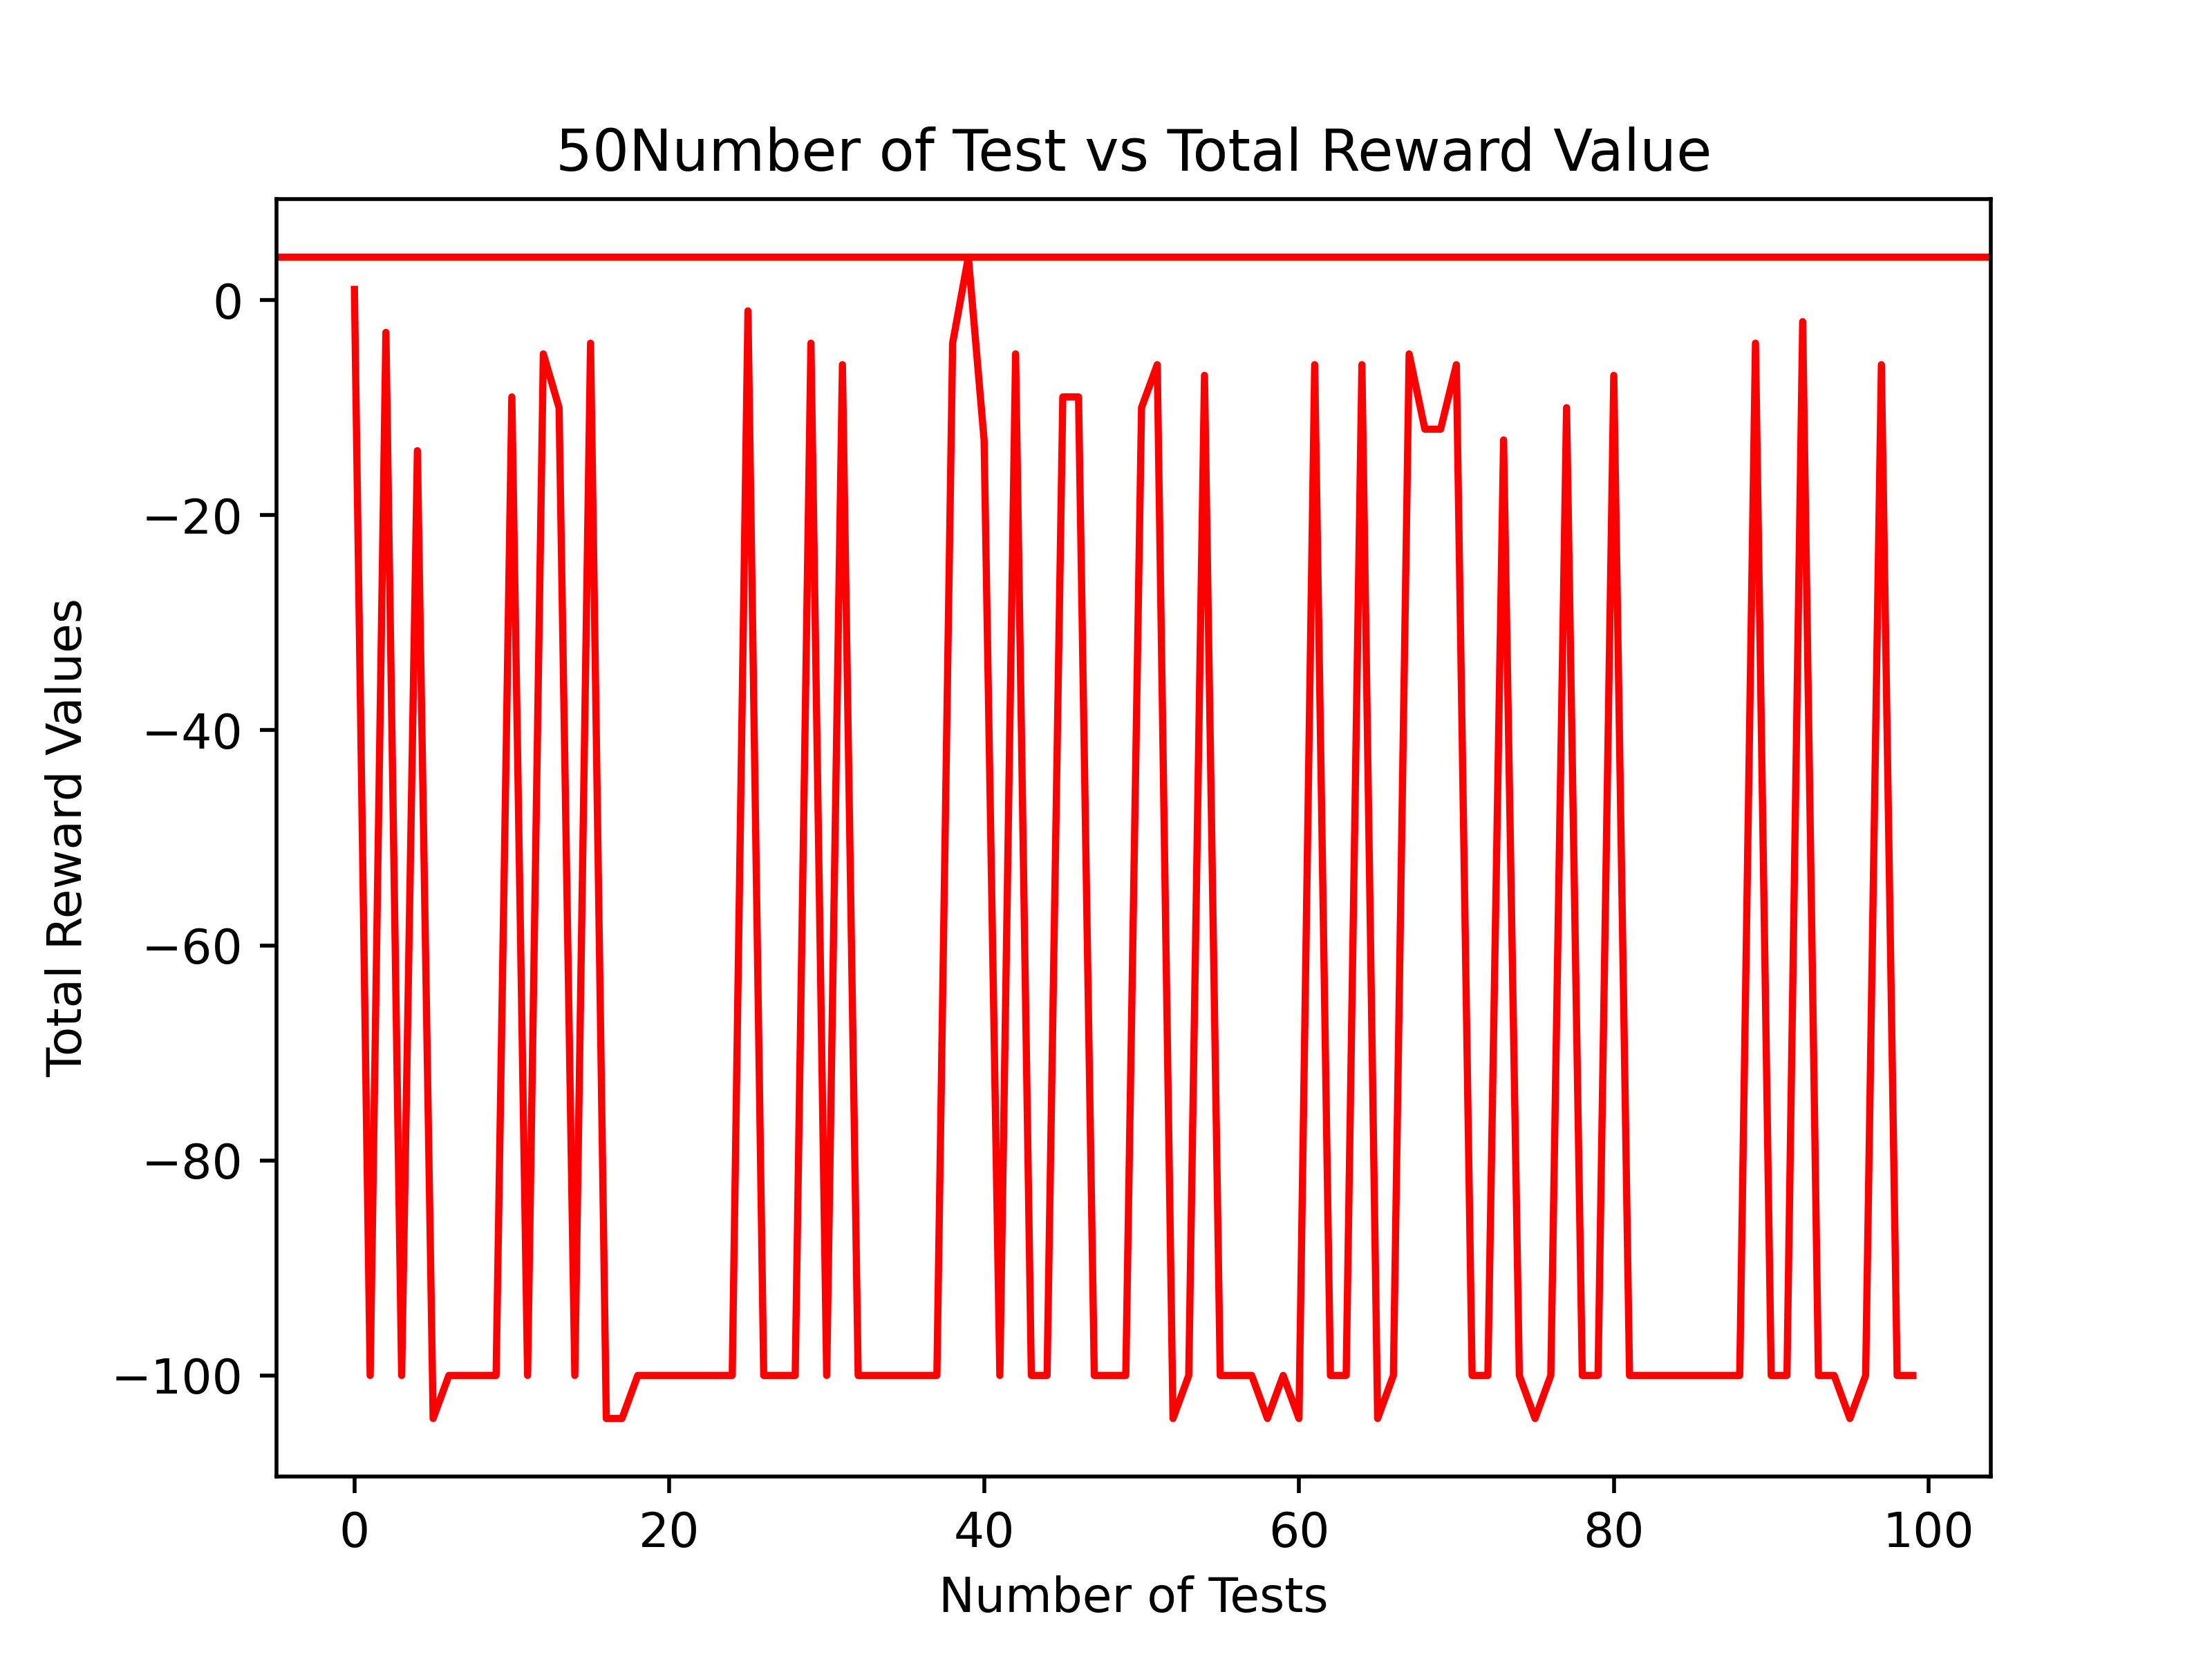 50Number of Test vs Total Reward Value
Total Reward Values
0
−20
−40
−60
−80
−100
0 20 40 60 80 100
Number of Tests